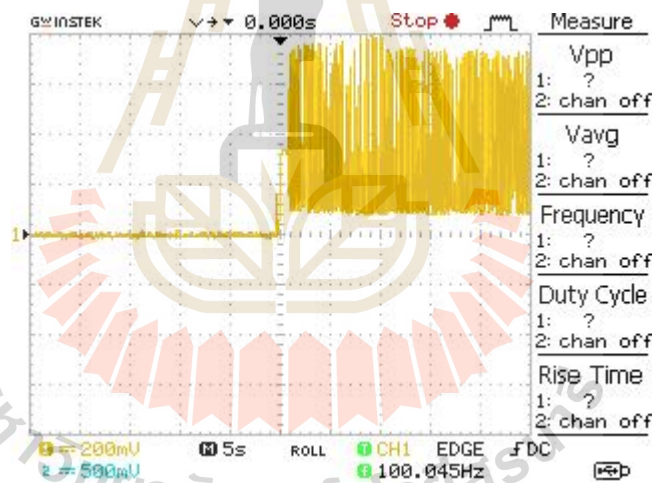 GWINSTEK 0.000s Stop
Measure
Vpp
1: ?
2: chan off
Vavg
1: ?
2: chan off
Frequency
1: ?
2: chan off
Duty Cycle
1: ?
2: chan off
Rise Time
1: ?
2: chan off
1
1 200mV M 5s ROLL T CH1 EDGE DC
2 500mV 100.045Hz